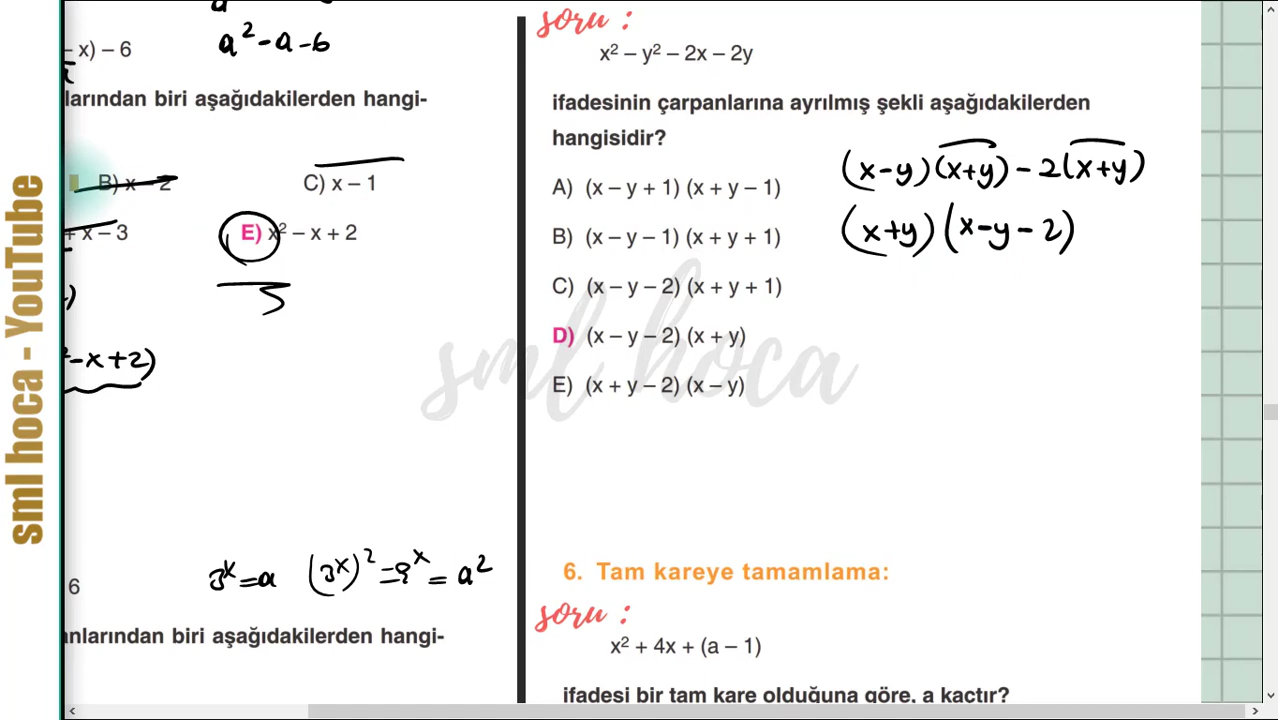 sml hoca - YouTube
– x) – 6
a² - a - 6
larından biri aşağıdakilerden hangi-
B) x – 2
C) x – 1
+ x – 3
E) x² – x + 2
² - x + 2)
6
3ˣ = a (3ˣ)² = 9ˣ = a²
anlarından biri aşağıdakilerden hangi-
soru :
x² – y² – 2x – 2y
ifadesinin çarpanlarına ayrılmış şekli aşağıdakilerden
hangisidir?
(x-y)(x+y) - 2(x+y)
(x+y)(x-y-2)
A) (x – y + 1) (x + y – 1)
B) (x – y – 1) (x + y + 1)
C) (x – y – 2) (x + y + 1)
D) (x – y – 2) (x + y)
E) (x + y – 2) (x – y)
sml hoca
6. Tam kareye tamamlama:
soru :
x² + 4x + (a – 1)
ifadesi bir tam kare olduğuna göre, a kaçtır?